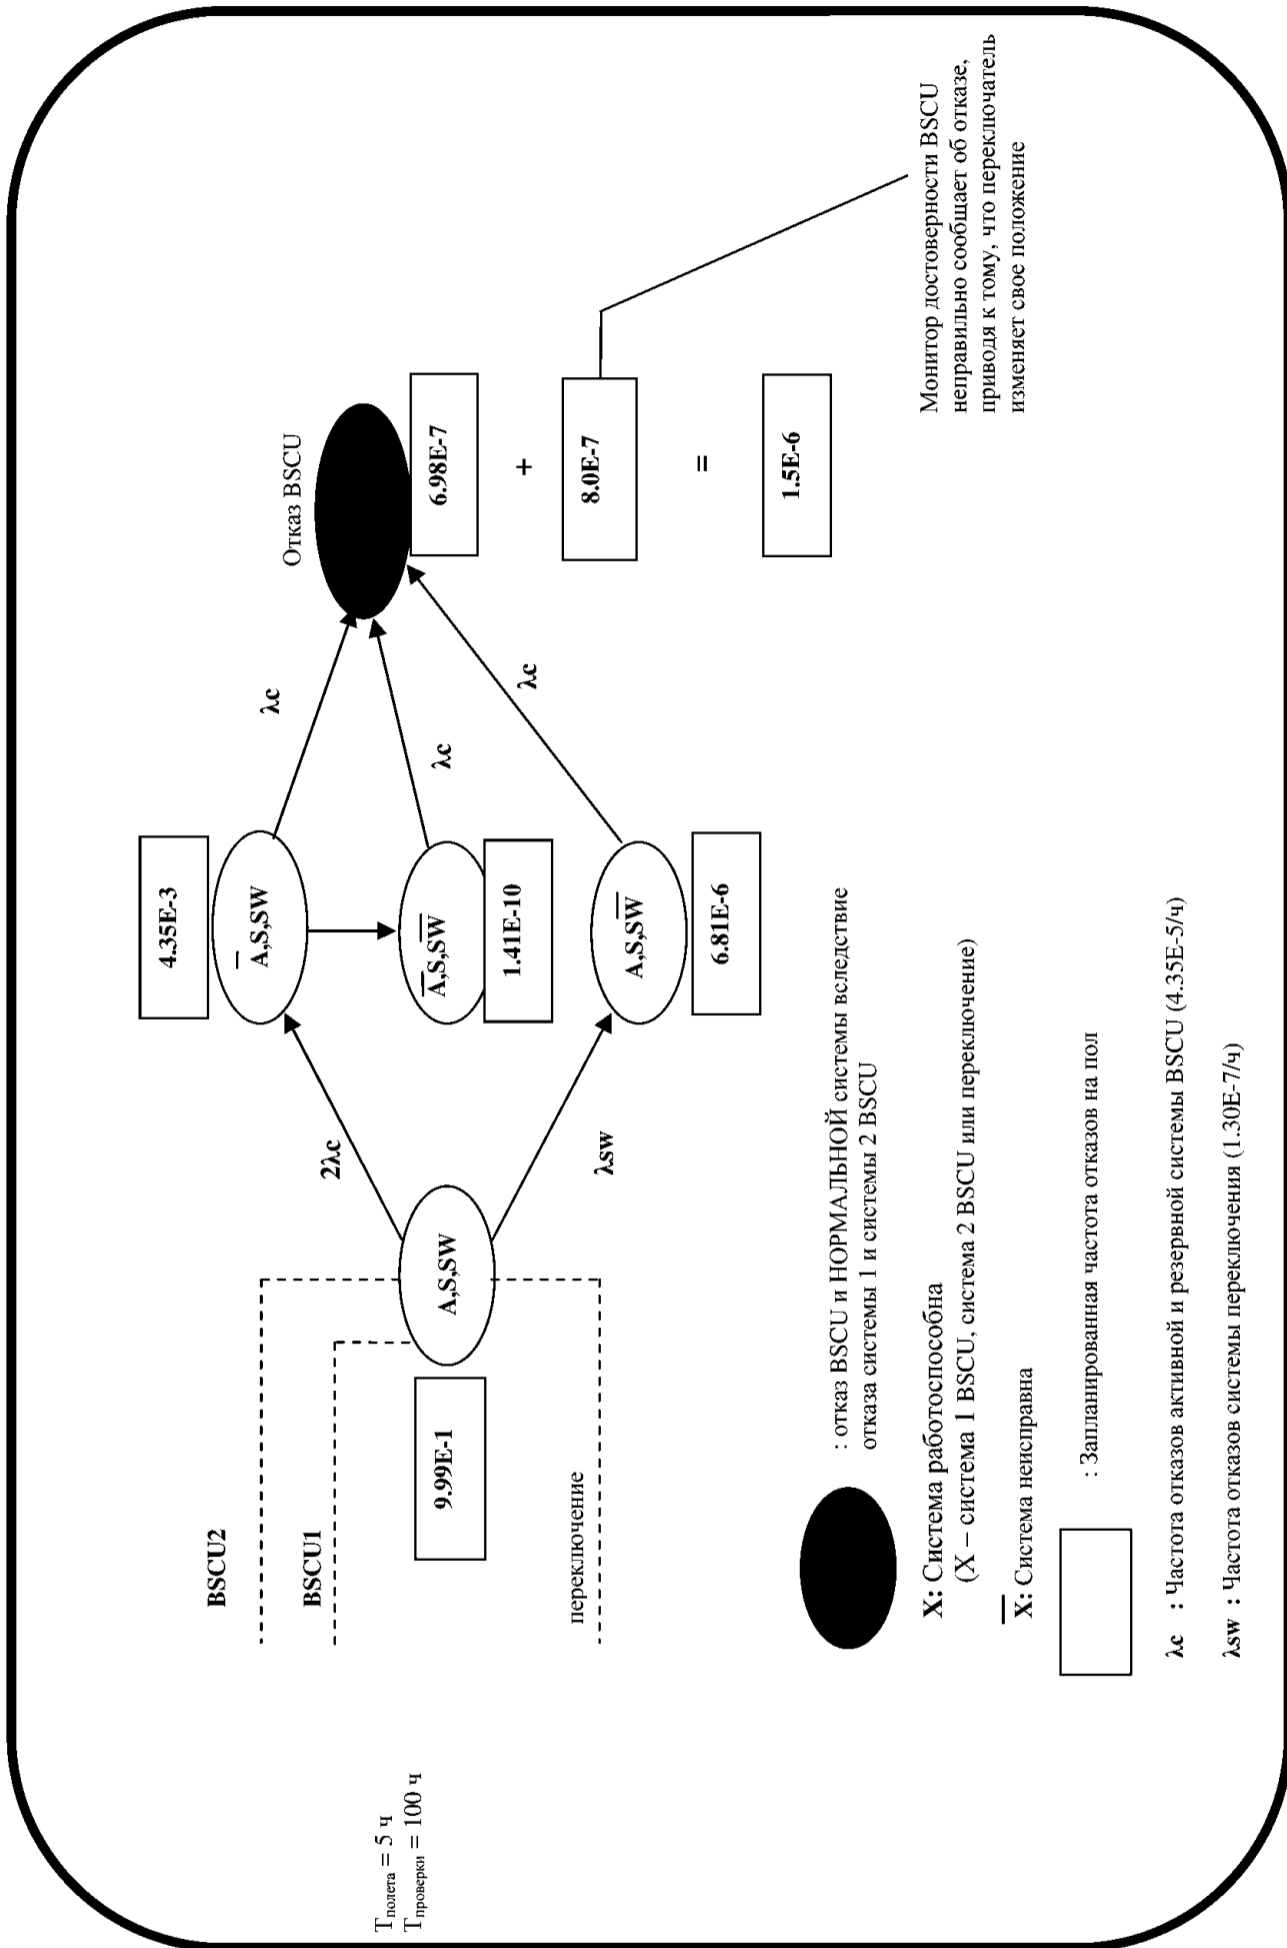 Tполета = 5 ч
Tпроверки = 100 ч
BSCU2
BSCU1
переключение
9.99E-1
A,S,SW
2λc
λsw
4.35E-3
A̅,S,SW
A̅,S,S̅W̅
1.41E-10
A,S,S̅W̅
6.81E-6
λc
λc
λc
Отказ BSCU
6.98E-7
+
8.0E-7
=
1.5E-6
Монитор достоверности BSCU
неправильно сообщает об отказе,
приводя к тому, что переключатель
изменяет свое положение
: отказ BSCU и НОРМАЛЬНОЙ системы вследствие
отказа системы 1 и системы 2 BSCU
X: Система работоспособна
(X – система 1 BSCU, система 2 BSCU или переключение)
X̅: Система неисправна
: Запланированная частота отказов на пол
λc : Частота отказов активной и резервной системы BSCU (4.35E-5/ч)
λsw : Частота отказов системы переключения (1.30E-7/ч)